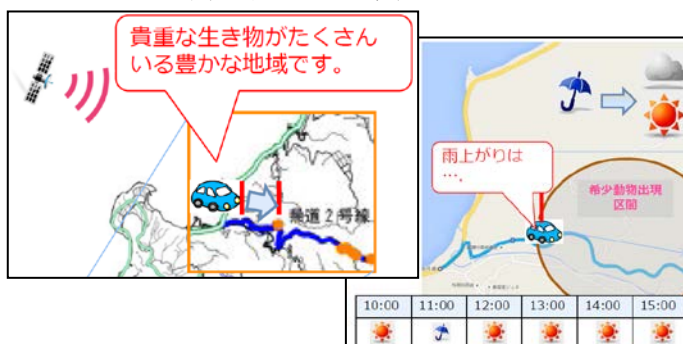 貴重な生き物がたくさん
いる豊かな地域です。
県道2号線
雨上がりは
…。
希少動物出現
区間
10:00 11:00 12:00 13:00 14:00 15:00